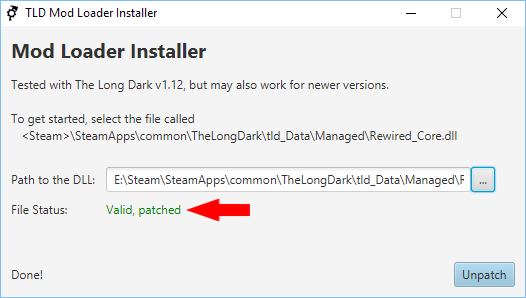 TLD Mod Loader Installer
Mod Loader Installer
Tested with The Long Dark v1.12, but may also work for newer versions.
To get started, select the file called
<Steam>\SteamApps\common\TheLongDark\tld_Data\Managed\Rewired_Core.dll
Path to the DLL: E:\Steam\SteamApps\common\TheLongDark\tld_Data\Managed\F ...
File Status: Valid, patched
Done! Unpatch